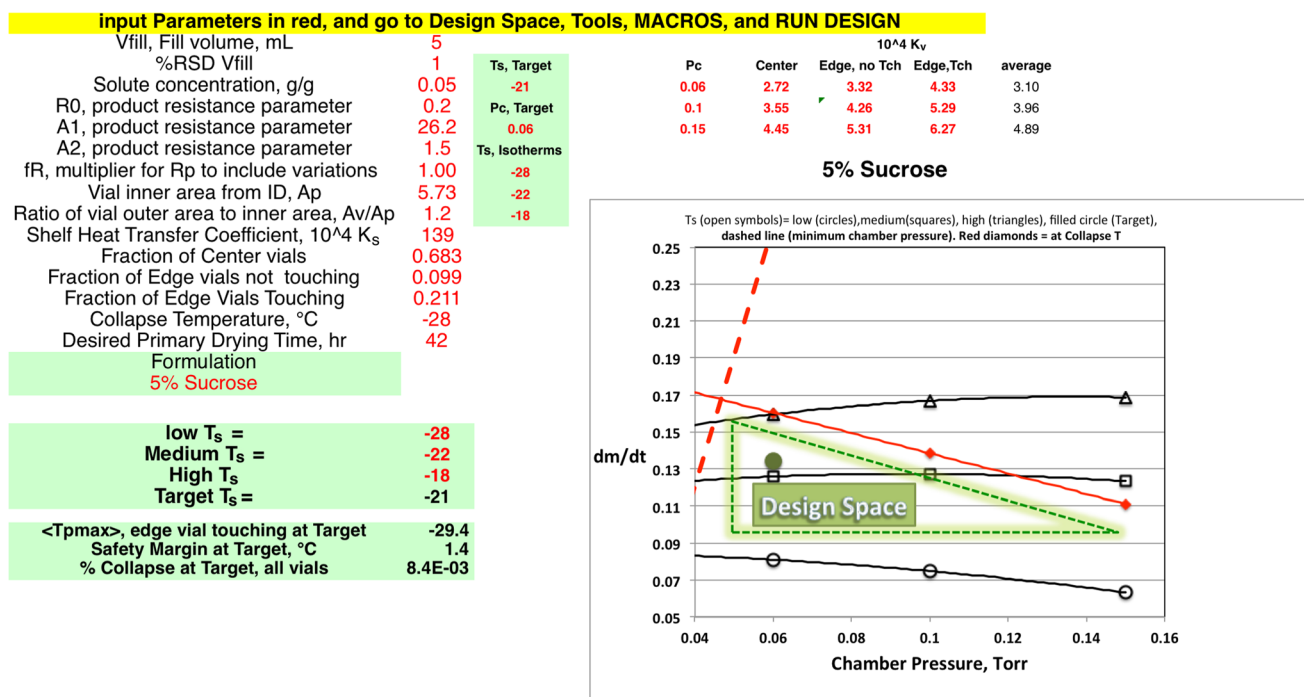 input Parameters in red, and go to Design Space, Tools, MACROS, and RUN DESIGN
Vfill, Fill volume, mL 5
%RSD Vfill 1
Solute concentration, g/g 0.05
R0, product resistance parameter 0.2
A1, product resistance parameter 26.2
A2, product resistance parameter 1.5
fR, multiplier for Rp to include variations 1.00
Vial inner area from ID, Ap 5.73
Ratio of vial outer area to inner area, Av/Ap 1.2
Shelf Heat Transfer Coefficient, 10^4 Ks 139
Fraction of Center vials 0.683
Fraction of Edge vials not touching 0.099
Fraction of Edge Vials Touching 0.211
Collapse Temperature, °C -28
Desired Primary Drying Time, hr 42
Formulation
5% Sucrose
Ts, Target
-21
Pc, Target
0.06
Ts, Isotherms
-28
-22
-18
low Ts = -28
Medium Ts = -22
High Ts -18
Target Ts = -21
<Tpmax>, edge vial touching at Target -29.4
Safety Margin at Target, °C 1.4
% Collapse at Target, all vials 8.4E-03
10^4 Kv
Pc Center Edge, no Tch Edge,Tch average
0.06 2.72 3.32 4.33 3.10
0.1 3.55 4.26 5.29 3.96
0.15 4.45 5.31 6.27 4.89
5% Sucrose
Ts (open symbols)= low (circles),medium(squares), high (triangles), filled circle (Target),
dashed line (minimum chamber pressure). Red diamonds = at Collapse T
0.25
0.23
0.21
0.19
0.17
0.15
0.13
0.11
0.09
0.07
0.05
dm/dt
Design Space
0.04 0.06 0.08 0.1 0.12 0.14 0.16
Chamber Pressure, Torr